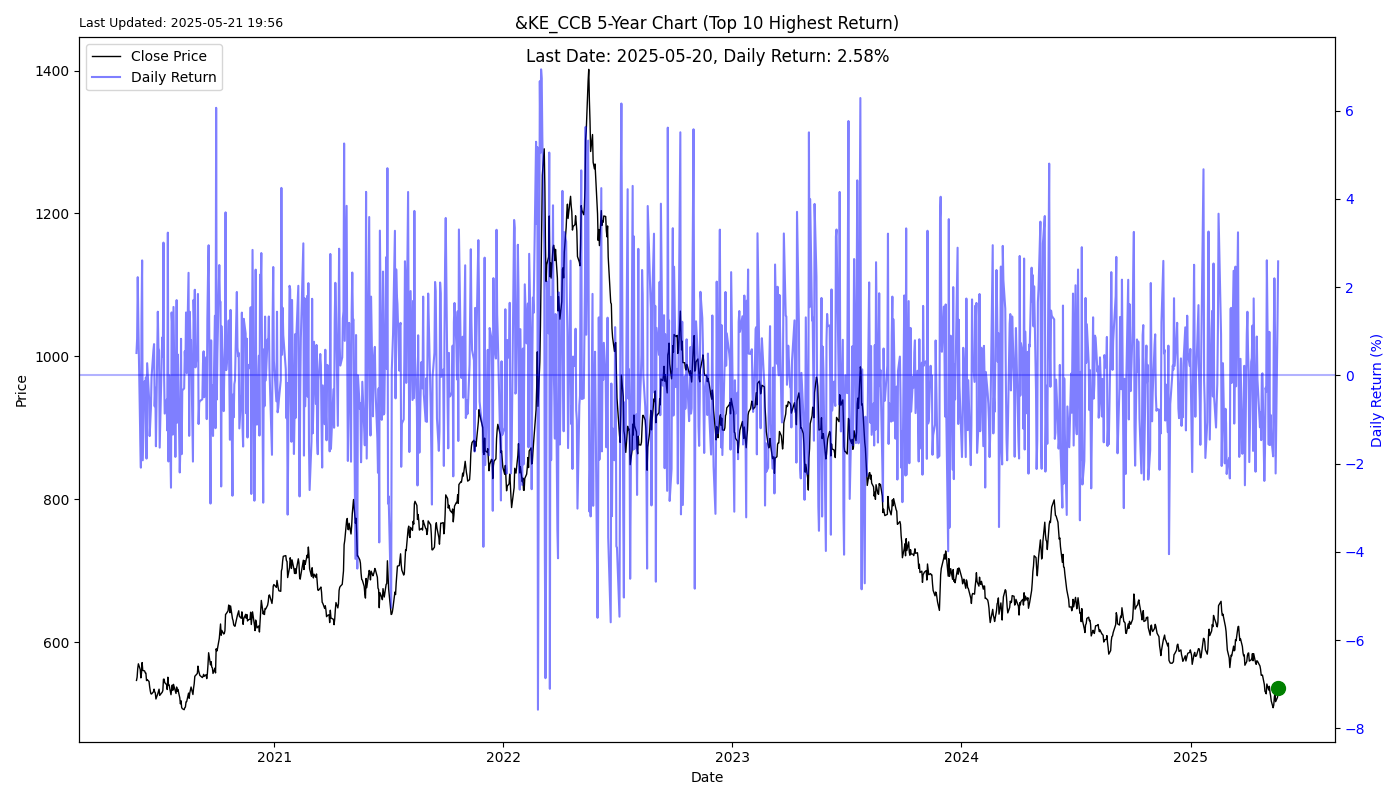 Last Updated: 2025-05-21 19:56
&KE_CCB 5-Year Chart (Top 10 Highest Return)
Last Date: 2025-05-20, Daily Return: 2.58%
Close Price
Daily Return
1400
1200
1000
800
600
Price
6
4
2
0
−2
−4
−6
−8
Daily Return (%)
2021
2022
2023
2024
2025
Date